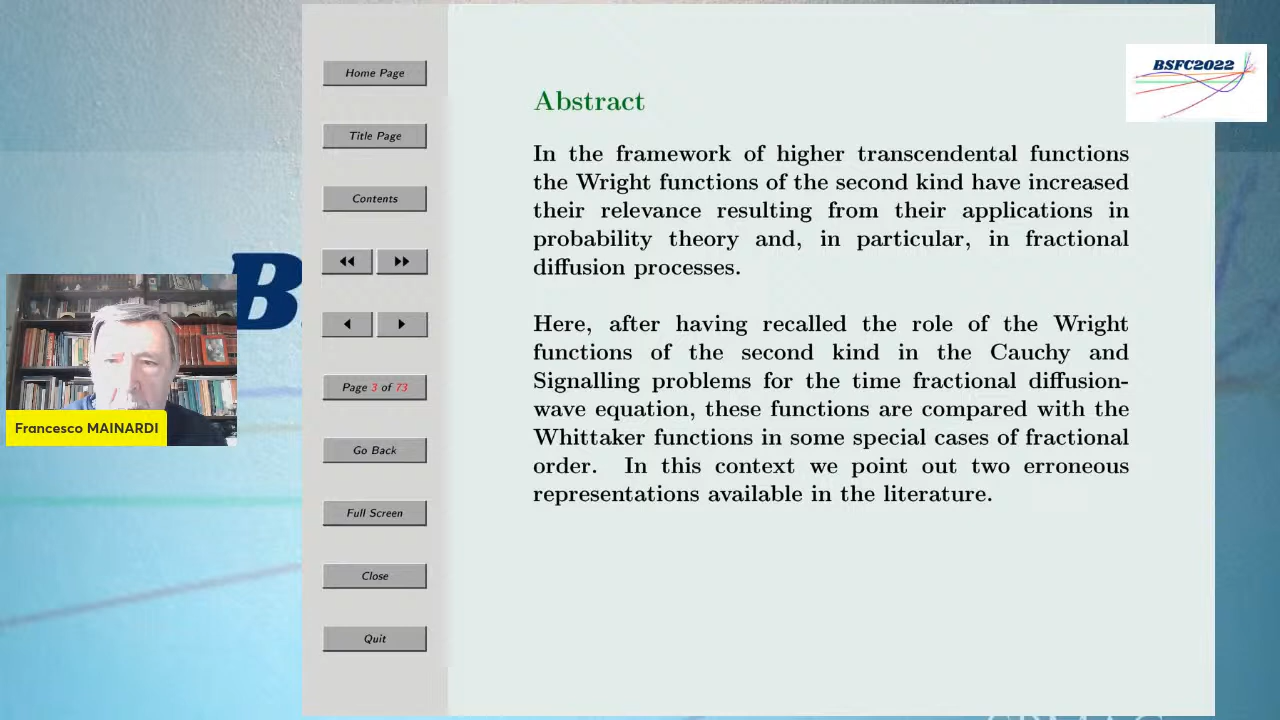 BSFC2022
Home Page
Title Page
Contents
Page 3 of 73
Go Back
Full Screen
Close
Quit
Abstract
In the framework of higher transcendental functions
the Wright functions of the second kind have increased
their relevance resulting from their applications in
probability theory and, in particular, in fractional
diffusion processes.
Here, after having recalled the role of the Wright
functions of the second kind in the Cauchy and
Signalling problems for the time fractional diffusion-
wave equation, these functions are compared with the
Whittaker functions in some special cases of fractional
order. In this context we point out two erroneous
representations available in the literature.
B
Francesco MAINARDI